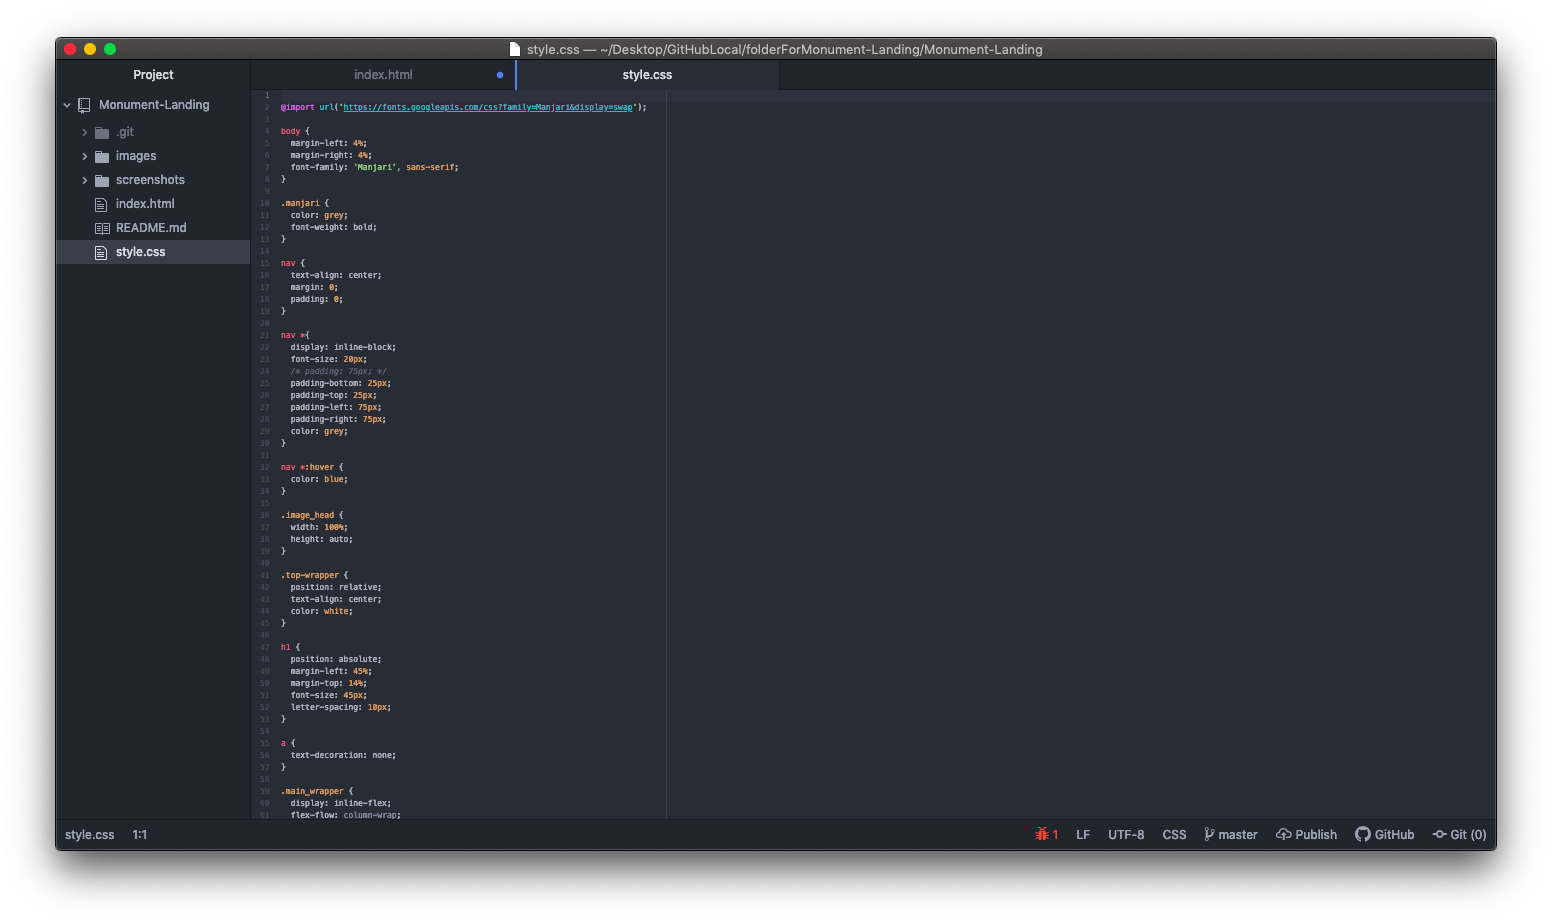 style.css — ~/Desktop/GitHubLocal/folderForMonument-Landing/Monument-Landing
Project
index.html
style.css
Monument-Landing
.git
images
screenshots
index.html
README.md
style.css
1
2 @import url('https://fonts.googleapis.com/css?family=Manjari&display=swap');
3
4 body {
5 margin-left: 4%;
6 margin-right: 4%;
7 font-family: 'Manjari', sans-serif;
8 }
9
10 .manjari {
11 color: grey;
12 font-weight: bold;
13 }
14
15 nav {
16 text-align: center;
17 margin: 0;
18 padding: 0;
19 }
20
21 nav *{
22 display: inline-block;
23 font-size: 20px;
24 /* padding: 75px; */
25 padding-bottom: 25px;
26 padding-top: 25px;
27 padding-left: 75px;
28 padding-right: 75px;
29 color: grey;
30 }
31
32 nav *:hover {
33 color: blue;
34 }
35
36 .image_head {
37 width: 100%;
38 height: auto;
39 }
40
41 .top-wrapper {
42 position: relative;
43 text-align: center;
44 color: white;
45 }
46
47 h1 {
48 position: absolute;
49 margin-left: 45%;
50 margin-top: 14%;
51 font-size: 45px;
52 letter-spacing: 10px;
53 }
54
55 a {
56 text-decoration: none;
57 }
58
59 .main_wrapper {
60 display: inline-flex;
61 flex-flow: column-wrap;
style.css 1:1
1 LF UTF-8 CSS master Publish GitHub Git (0)